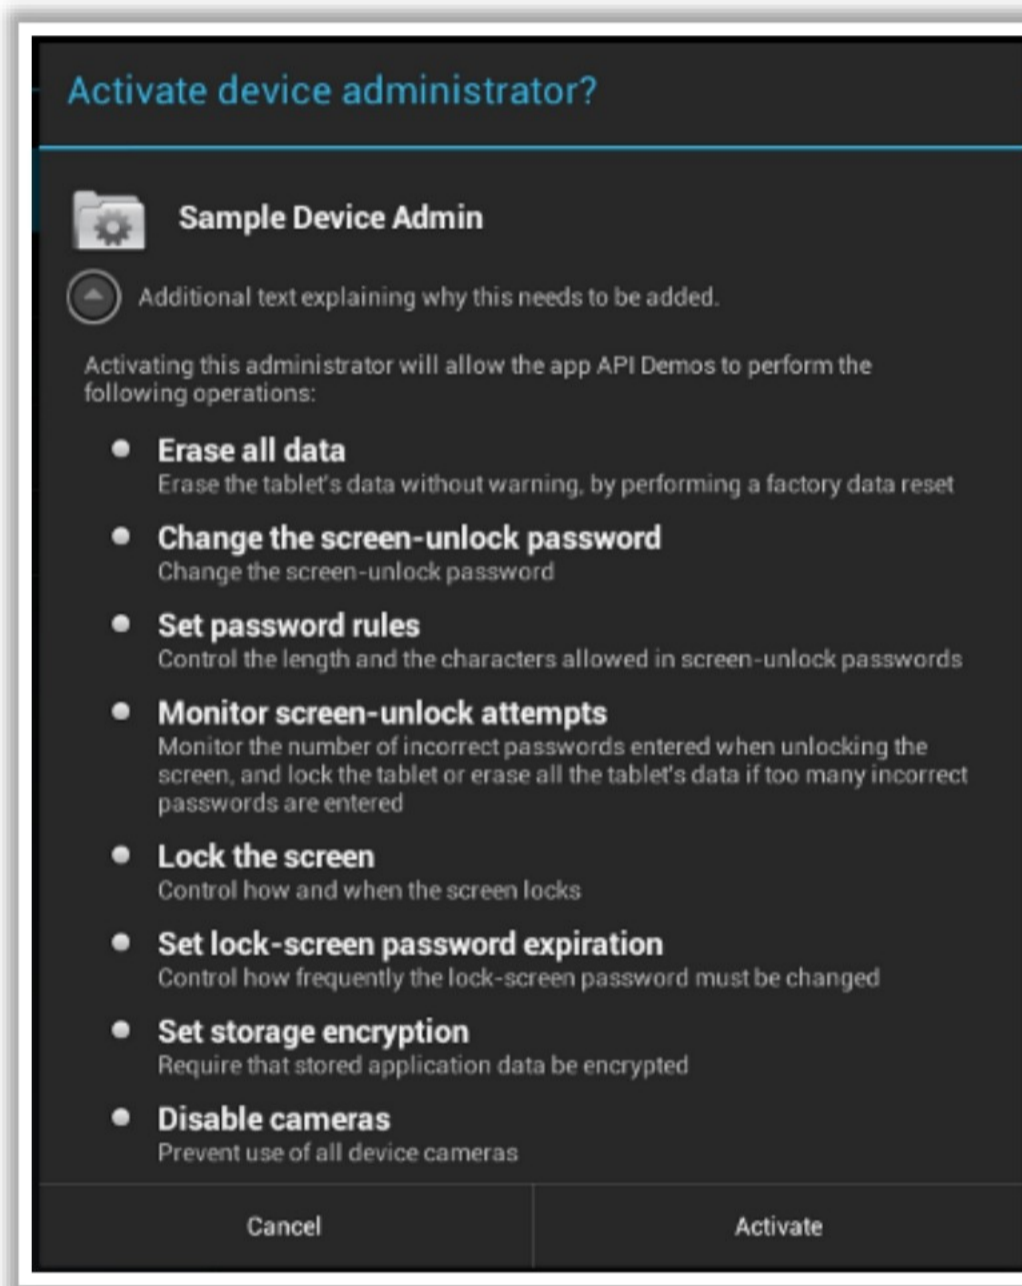 Activate device administrator?
Sample Device Admin
Additional text explaining why this needs to be added.
Activating this administrator will allow the app API Demos to perform the
following operations:
Erase all data
Erase the tablet's data without warning, by performing a factory data reset
Change the screen-unlock password
Change the screen-unlock password
Set password rules
Control the length and the characters allowed in screen-unlock passwords
Monitor screen-unlock attempts
Monitor the number of incorrect passwords entered when unlocking the
screen, and lock the tablet or erase all the tablet's data if too many incorrect
passwords are entered
Lock the screen
Control how and when the screen locks
Set lock-screen password expiration
Control how frequently the lock-screen password must be changed
Set storage encryption
Require that stored application data be encrypted
Disable cameras
Prevent use of all device cameras
Cancel Activate